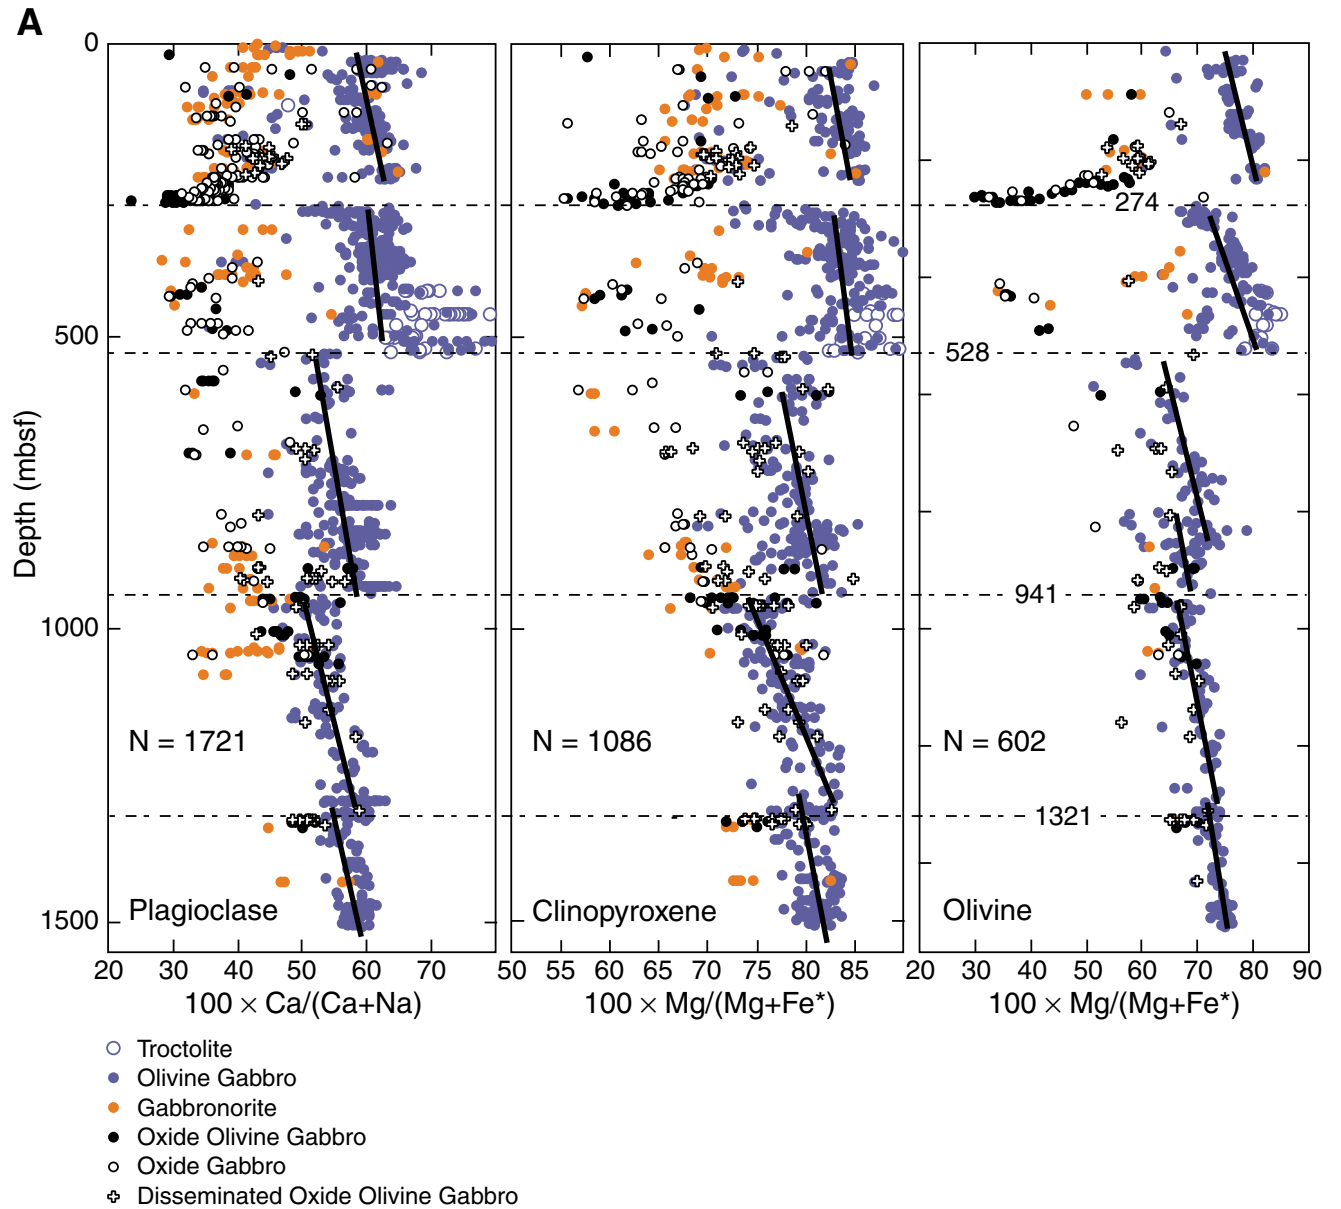 A
0
500
1000
1500
Depth (mbsf)
274
528
941
1321
N = 1721
N = 1086
N = 602
Plagioclase
Clinopyroxene
Olivine
20 30 40 50 60 70
50 55 60 65 70 75 80 85
20 30 40 50 60 70 80 90
100 × Ca/(Ca+Na)
100 × Mg/(Mg+Fe*)
100 × Mg/(Mg+Fe*)
Troctolite
Olivine Gabbro
Gabbronorite
Oxide Olivine Gabbro
Oxide Gabbro
Disseminated Oxide Olivine Gabbro